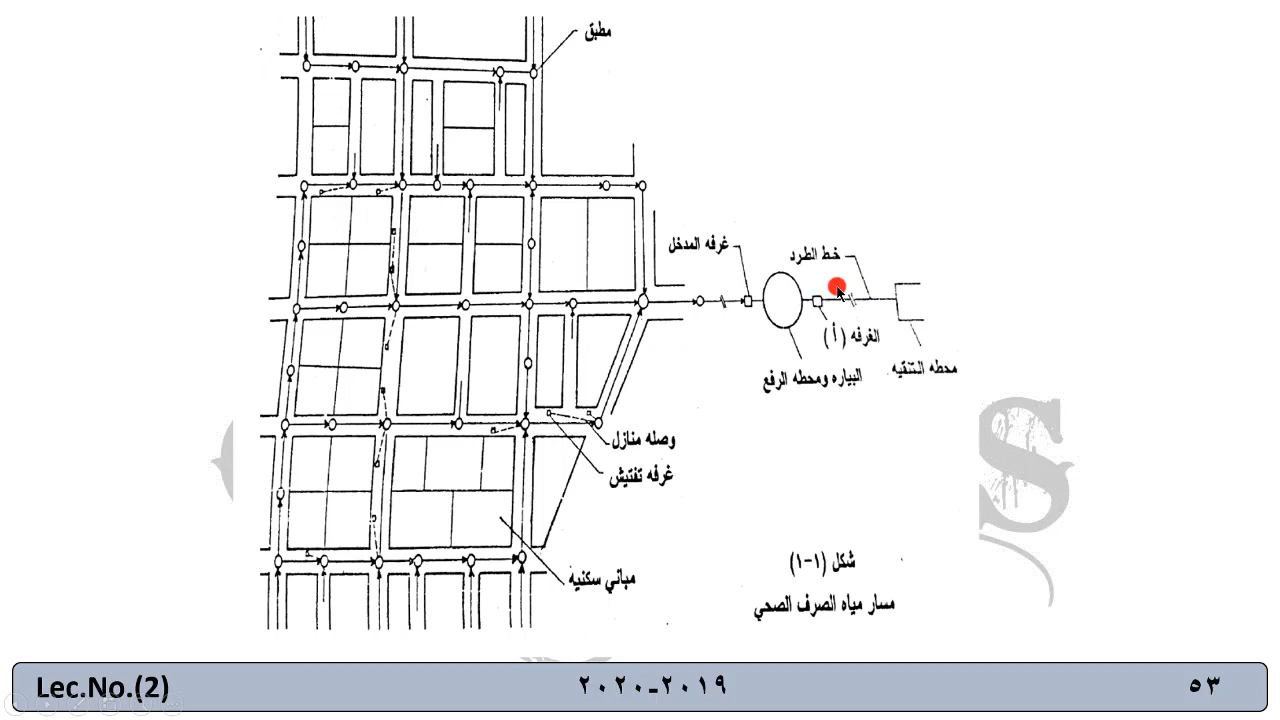 مطبق
غرفه المدخل
خط الطرد
الغرفه (أ)
البياره ومحطه الرفع
محطه التنقيه
وصله منازل
غرفه تفتيش
مباني سكنيه
شكل (١-١)
مسار مياه الصرف الصحي
Lec.No.(2)
٢٠١٩-٢٠٢٠
٥٣